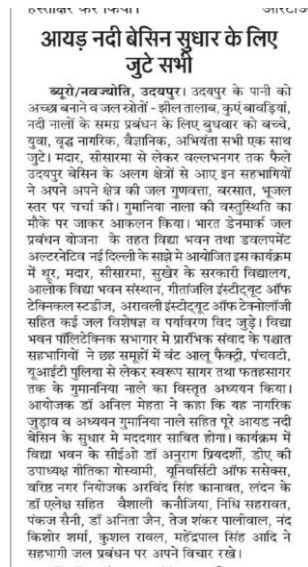 हस्ताक्षर कर किया।
आयड़ नदी बेसिन सुधार के लिए
जुटे सभी
ब्यूरो/नवज्योति, उदयपुर। उदयपुर के पानी को
अच्छा बनाने व जल स्रोतों - झील तालाब, कुएं बावड़ियां,
नदी नालों के समग्र प्रबंधन के लिए बुधवार को बच्चे,
युवा, वृद्ध नागरिक, वैज्ञानिक, अभियंता सभी एक साथ
जुटे। मदार, सीसारमा से लेकर वल्लभनगर तक फैले
उदयपुर बेसिन के अलग क्षेत्रों से आए इन सहभागियों
ने अपने अपने क्षेत्र की जल गुणवत्ता, बरसात, भूजल
स्तर पर चर्चा की। गुमानिया नाला की वस्तुस्थिति का
मौके पर जाकर आकलन किया। भारत डेनमार्क जल
प्रबंधन योजना के तहत विद्या भवन तथा डवलपमेंट
अल्टरनेटिव नई दिल्ली के साझे मे आयोजित इस कार्यक्रम
में थूर, मदार, सीसारमा, सुखेर के सरकारी विद्यालय,
आलोक विद्या भवन संस्थान, गीतांजलि इंस्टीट्यूट ऑफ
टेक्निकल स्टडीज, अरावली इंस्टीट्यूट ऑफ टेक्नोलॉजी
सहित कई जल विशेषज्ञ व पर्यावरण विद जुड़े। विद्या
भवन पॉलिटेक्निक सभागार मे प्रारंभिक संवाद के पश्चात
सहभागियों ने छह समूहों में बंट आलू फैक्ट्री, पंचवटी,
यूआईटी पुलिया से लेकर स्वरूप सागर तथा फतहसागर
तक के गुमाननिया नाले का विस्तृत अध्ययन किया।
आयोजक डॉ अनिल मेहता ने कहा कि यह नागरिक
जुड़ाव व अध्ययन गुमानिया नाले सहित पूरे आयड नदी
बेसिन के सुधार मे मददगार साबित होगा। कार्यक्रम में
विद्या भवन के सीईओ डॉ अनुराग प्रियदर्शी, डीए की
उपाध्यक्ष गीतिका गोस्वामी, यूनिवर्सिटी ऑफ ससेक्स,
वरिष्ठ नगर नियोजक अरविंद सिंह कानावत, लंदन के
डॉ एलेक्ष सहित वैशाली कनौजिया, निधि सहरावत,
पंकज सैनी, डॉ अनिता जैन, तेज शंकर पालीवाल, नंद
किशोर शर्मा, कुशल रावल, महेंद्रपाल सिंह आदि ने
सहभागी जल प्रबंधन पर अपने विचार रखे।